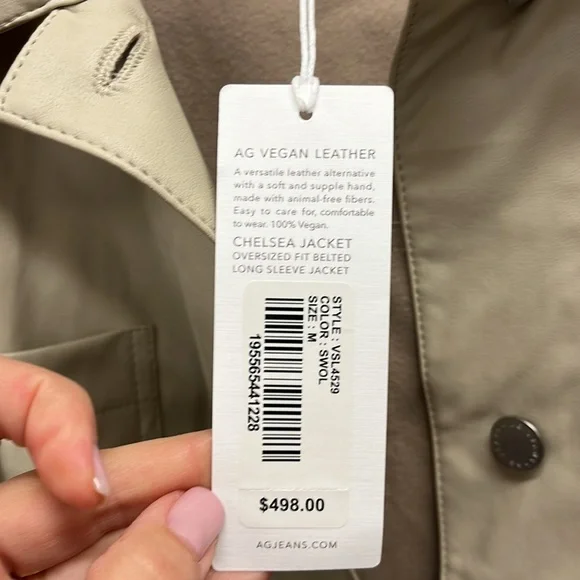 AG VEGAN LEATHER
A versatile leather alternative
with a soft and supple hand,
made with animal-free fibers.
Easy to care for, comfortable
to wear. 100% Vegan.
CHELSEA JACKET
OVERSIZED FIT BELTED
LONG SLEEVE JACKET
STYLE : VSL4529
COLOR : SWOL
SIZE : M
195565441228
$498.00
AGJEANS.COM